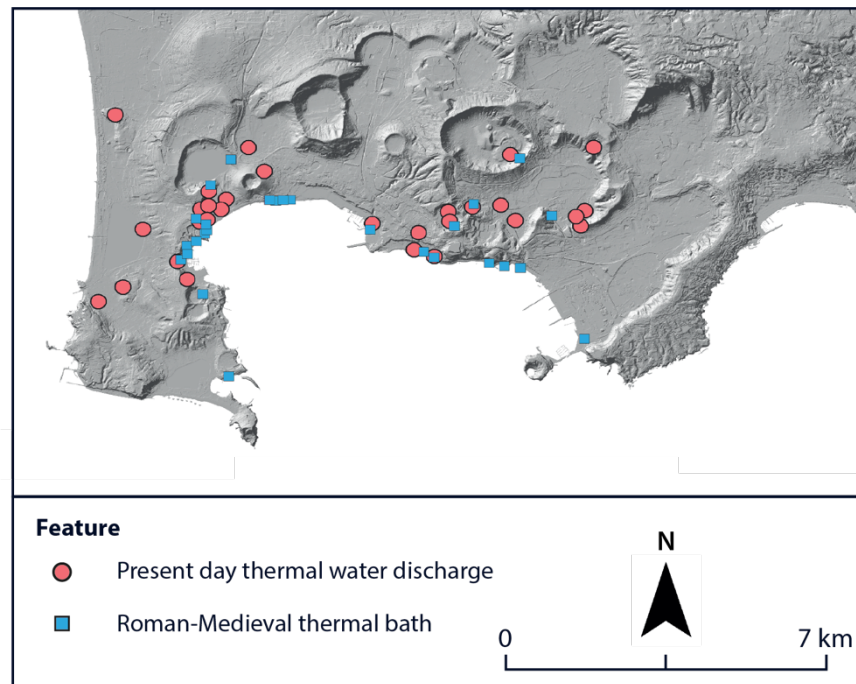 Feature
Present day thermal water discharge
Roman-Medieval thermal bath
N
0
7 km